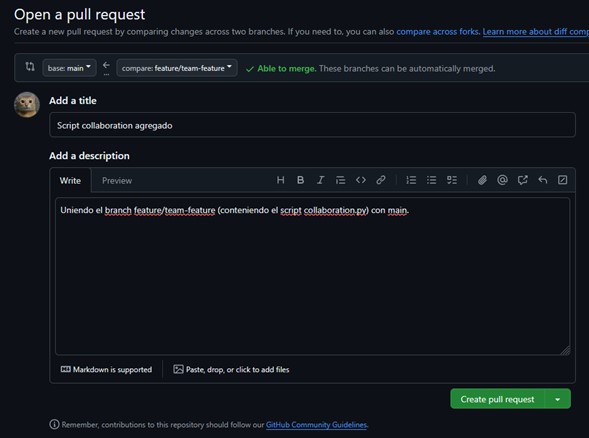 Open a pull request
Create a new pull request by comparing changes across two branches. If you need to, you can also compare across forks. Learn more about diff comp
base: main
...
compare: feature/team-feature
Able to merge. These branches can be automatically merged.
Add a title
Script collaboration agregado
Add a description
Write Preview
Uniendo el branch feature/team-feature (conteniendo el script collaboration.py) con main.
Markdown is supported
Paste, drop, or click to add files
Create pull request
Remember, contributions to this repository should follow our GitHub Community Guidelines.